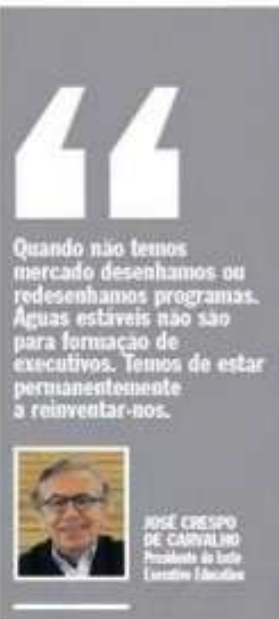 “
Quando não temos
mercado desenhamos ou
redesenhamos programas.
Águas estáveis não são
para formação de
executivos. Temos de estar
permanentemente
a reinventar-nos.
JOSÉ CRESPO
DE CARVALHO
Presidente do Iscte
Executive Education